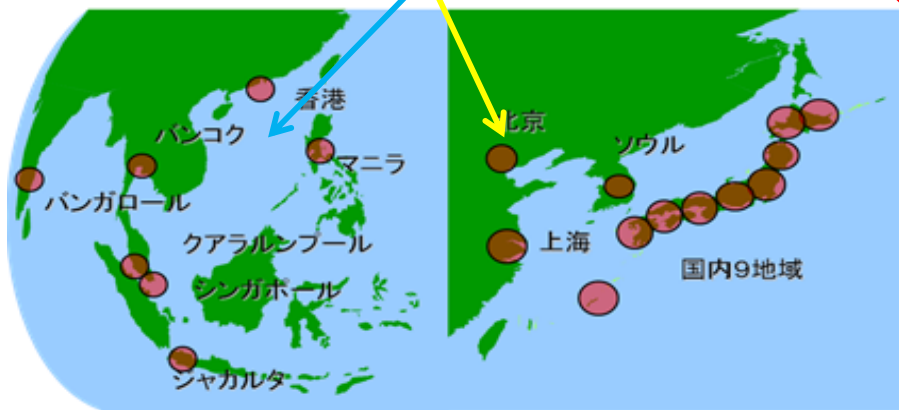 香港
バンコク
マニラ
バンガロール
クアラルンプール
シンガポール
ジャカルタ
北京
ソウル
上海
国内9地域